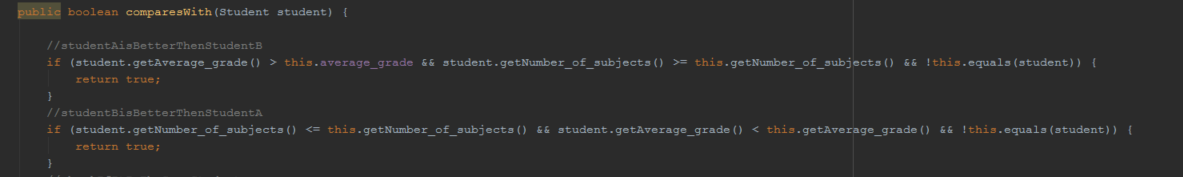 public boolean comparesWith(Student student) {
//studentAisBetterThenStudentB
if (student.getAverage_grade() > this.average_grade && student.getNumber_of_subjects() >= this.getNumber_of_subjects() && !this.equals(student)) {
return true;
}
//studentBisBetterThenStudentA
if (student.getNumber_of_subjects() <= this.getNumber_of_subjects() && student.getAverage_grade() < this.getAverage_grade() && !this.equals(student)) {
return true;
}